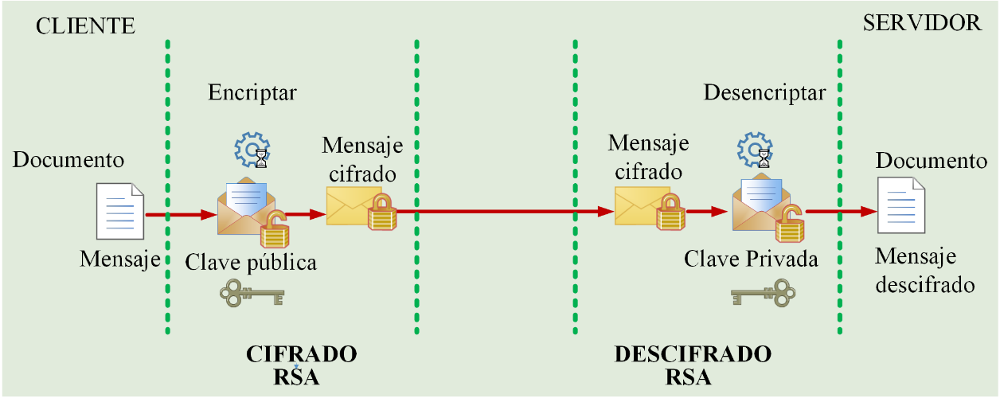 CLIENTE
SERVIDOR
Encriptar
Desencriptar
Documento
Mensaje
cifrado
Mensaje
cifrado
Documento
Mensaje
Clave pública
Clave Privada
Mensaje
descifrado
CIFRADO
RSA
DESCIFRADO
RSA